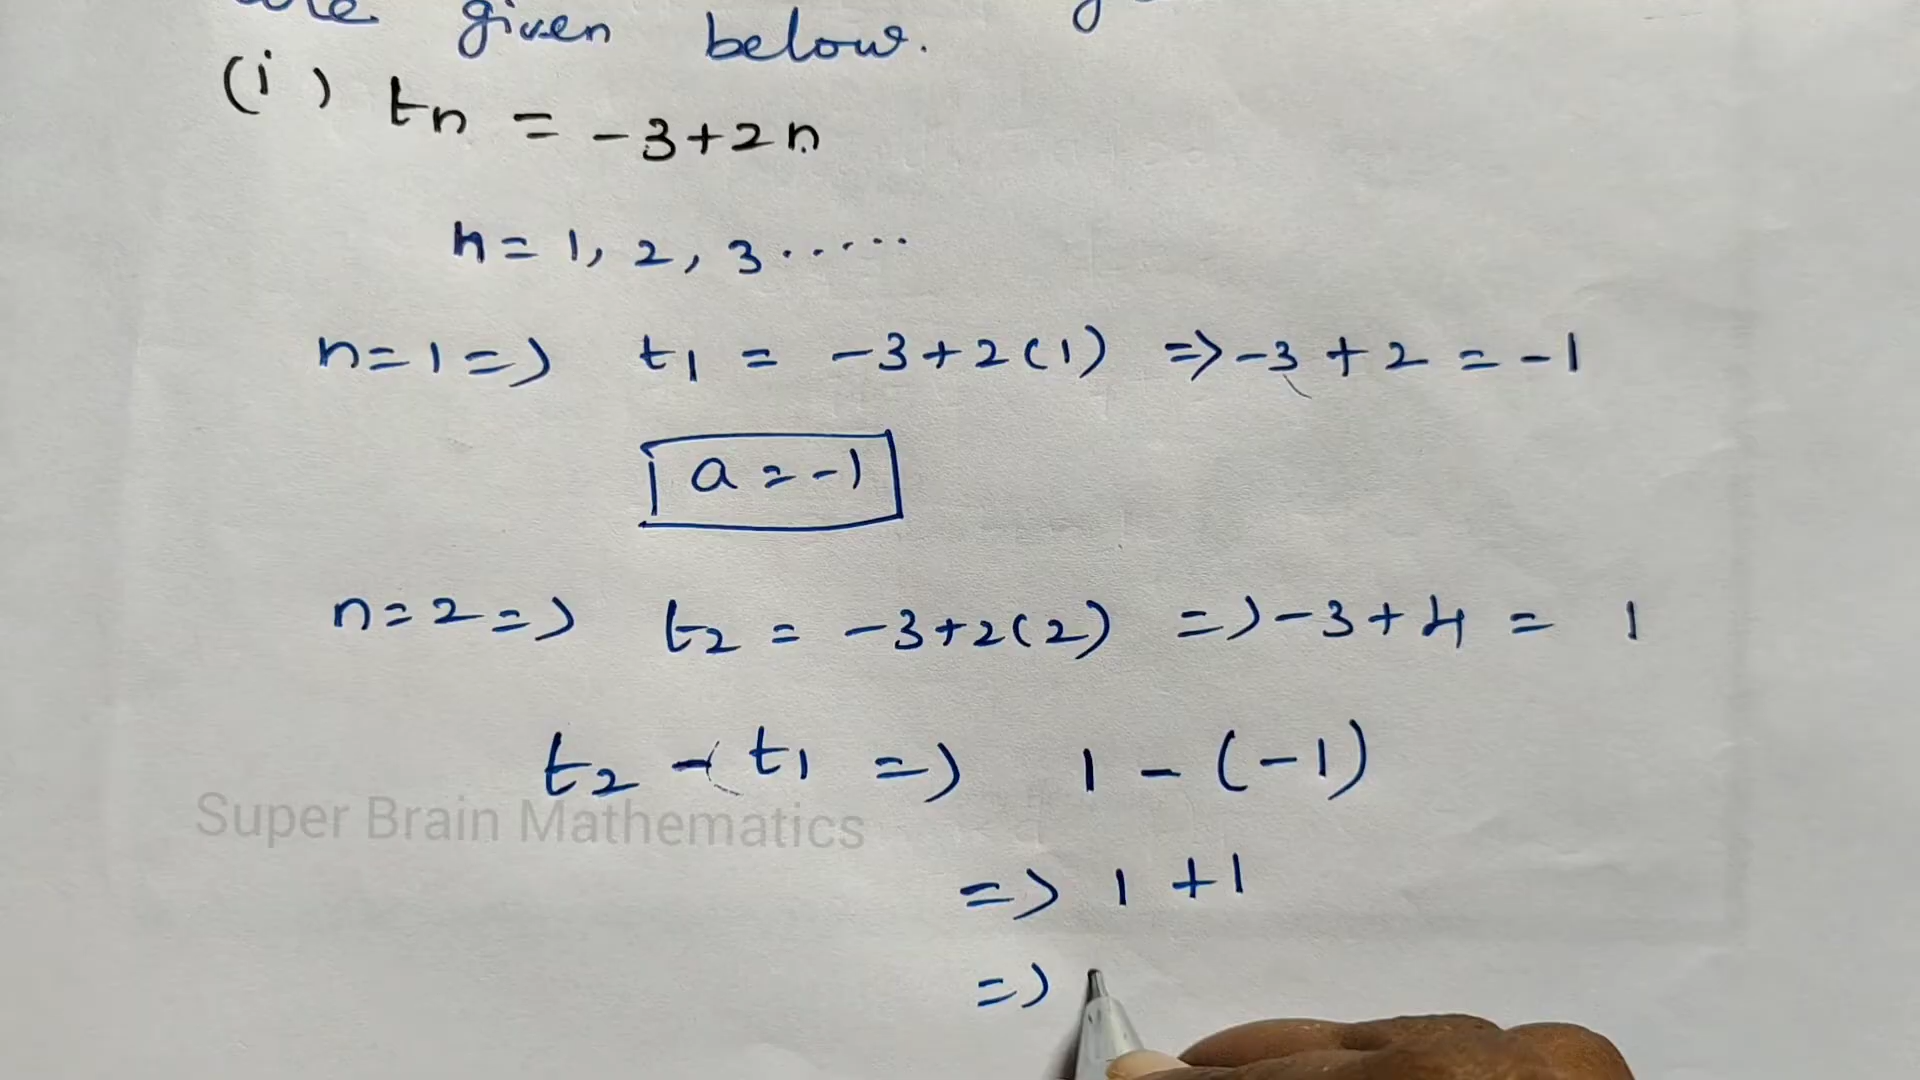 given below.
(i) tn = -3+2n
n = 1, 2, 3.....
n=1 => t1 = -3+2(1) => -3+2 = -1
a = -1
n=2 => t2 = -3+2(2) => -3+4 = 1
t2 - t1 => 1 - (-1)
Super Brain Mathematics
=> 1 +1
=>